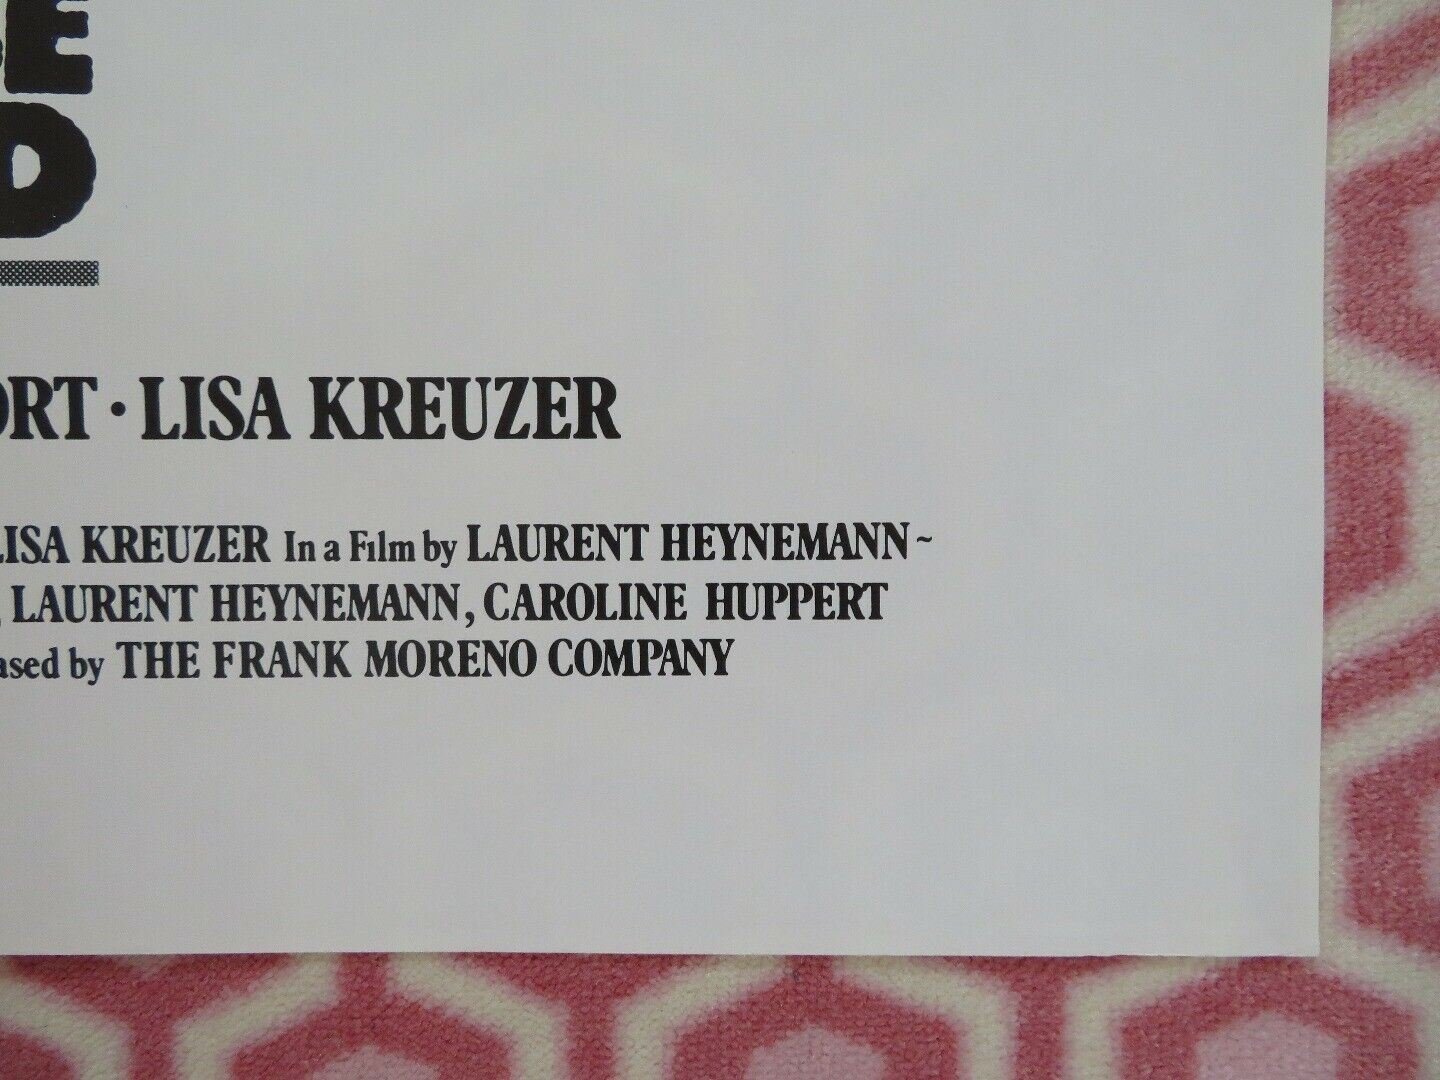 E
D
ORT · LISA KREUZER
LISA KREUZER In a Film by LAURENT HEYNEMANN ~
, LAURENT HEYNEMANN, CAROLINE HUPPERT
ased by THE FRANK MORENO COMPANY